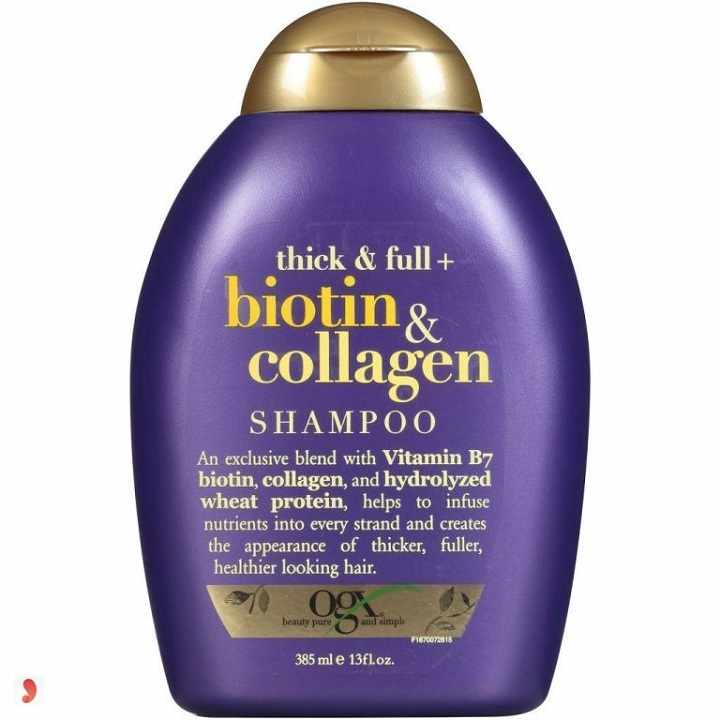 thick & full +
biotin &
collagen
SHAMPOO
An exclusive blend with Vitamin B7
biotin, collagen, and hydrolyzed
wheat protein, helps to infuse
nutrients into every strand and creates
the appearance of thicker, fuller,
healthier looking hair.
ogx®
beauty pure and simple
F1670072615
385 ml e 13fl.oz.